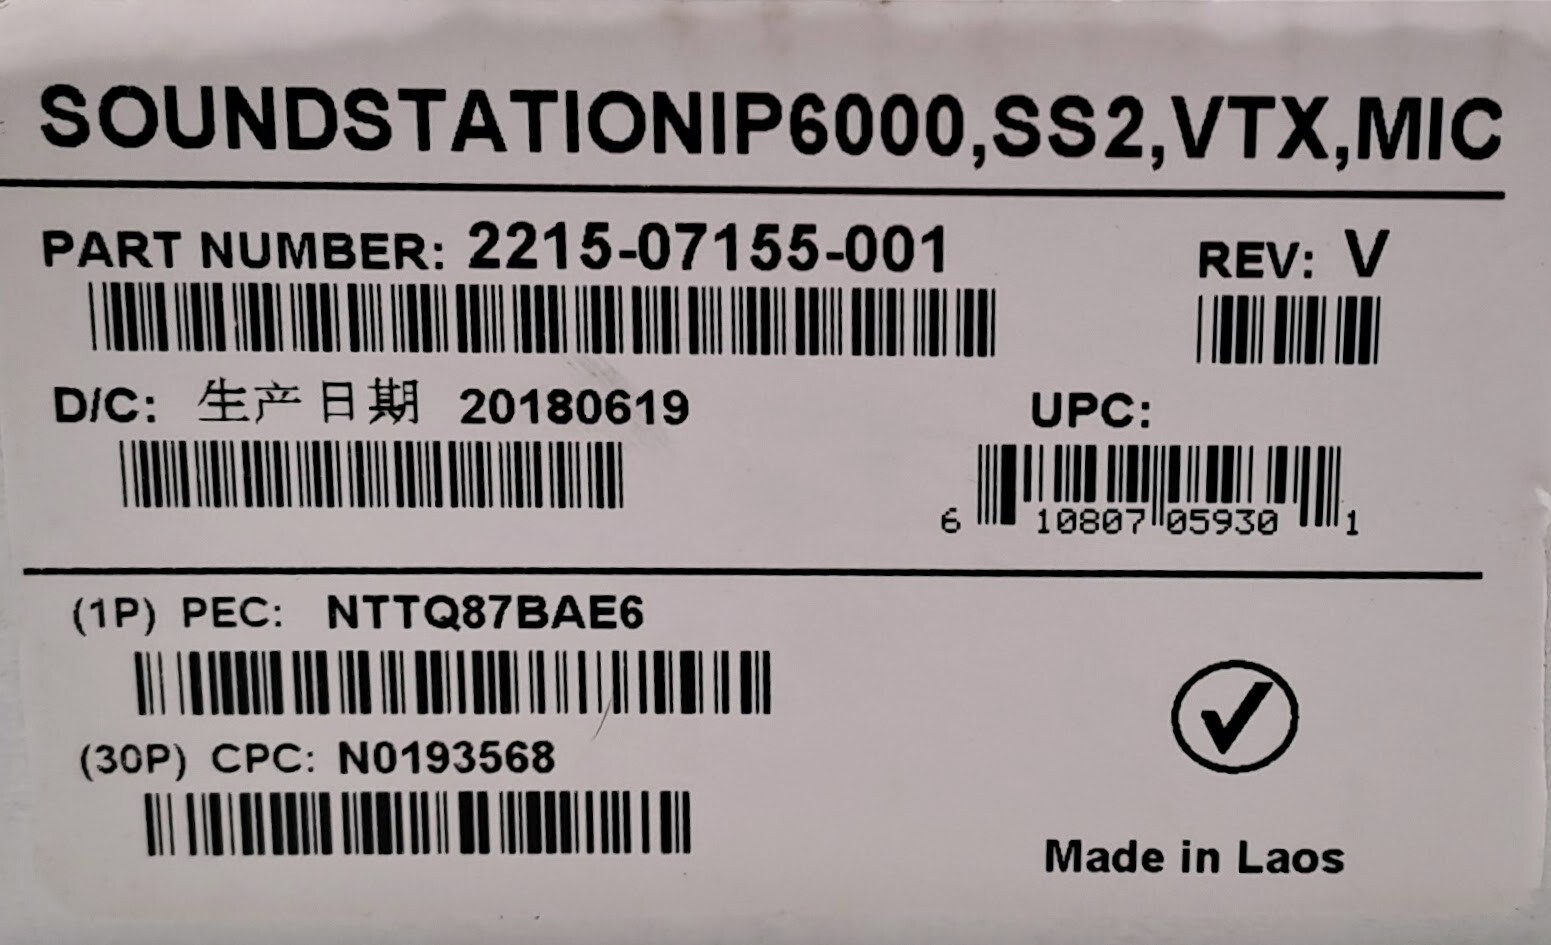 SOUNDSTATIONIP6000,SS2,VTX,MIC
PART NUMBER: 2215-07155-001
REV: V
D/C: 生产日期 20180619
UPC:
6 10807 05930 1
(1P) PEC: NTTQ87BAE6
(30P) CPC: N0193568
Made in Laos